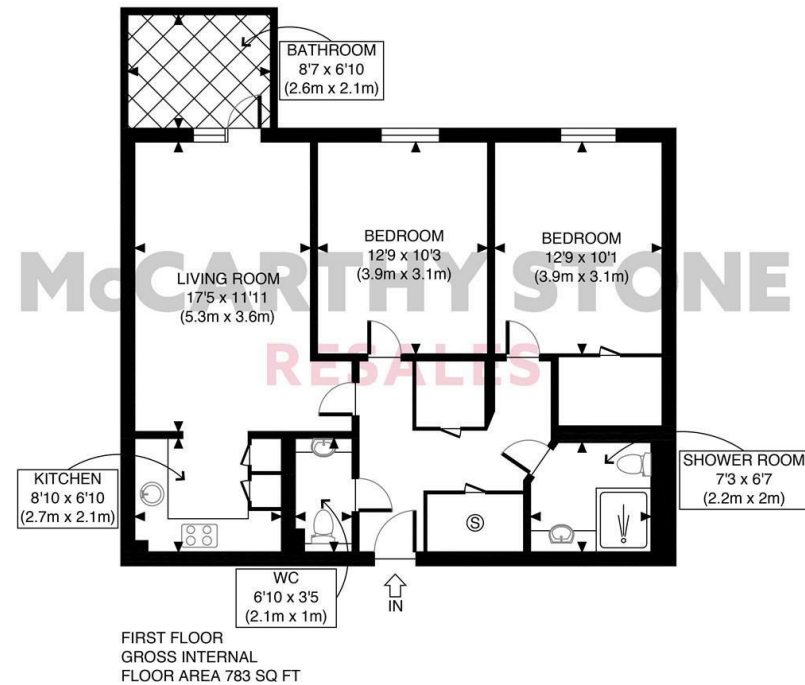 BATHROOM
8'7 x 6'10
(2.6m x 2.1m)
BEDROOM
12'9 x 10'3
(3.9m x 3.1m)
BEDROOM
12'9 x 10'1
(3.9m x 3.1m)
McCARTHY STONE
RESALES
LIVING ROOM
17'5 x 11'11
(5.3m x 3.6m)
KITCHEN
8'10 x 6'10
(2.7m x 2.1m)
SHOWER ROOM
7'3 x 6'7
(2.2m x 2m)
S
WC
6'10 x 3'5
(2.1m x 1m)
IN
FIRST FLOOR
GROSS INTERNAL
FLOOR AREA 783 SQ FT